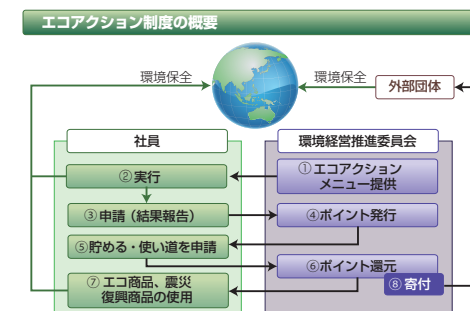 エコアクション制度の概要
環境保全
環境保全
外部団体
社員
環境経営推進委員会
①エコアクション
メニュー提供
②実行
③申請（結果報告）
④ポイント発行
⑤貯める・使い道を申請
⑥ポイント還元
⑦エコ商品、震災
復興商品の使用
⑧寄付